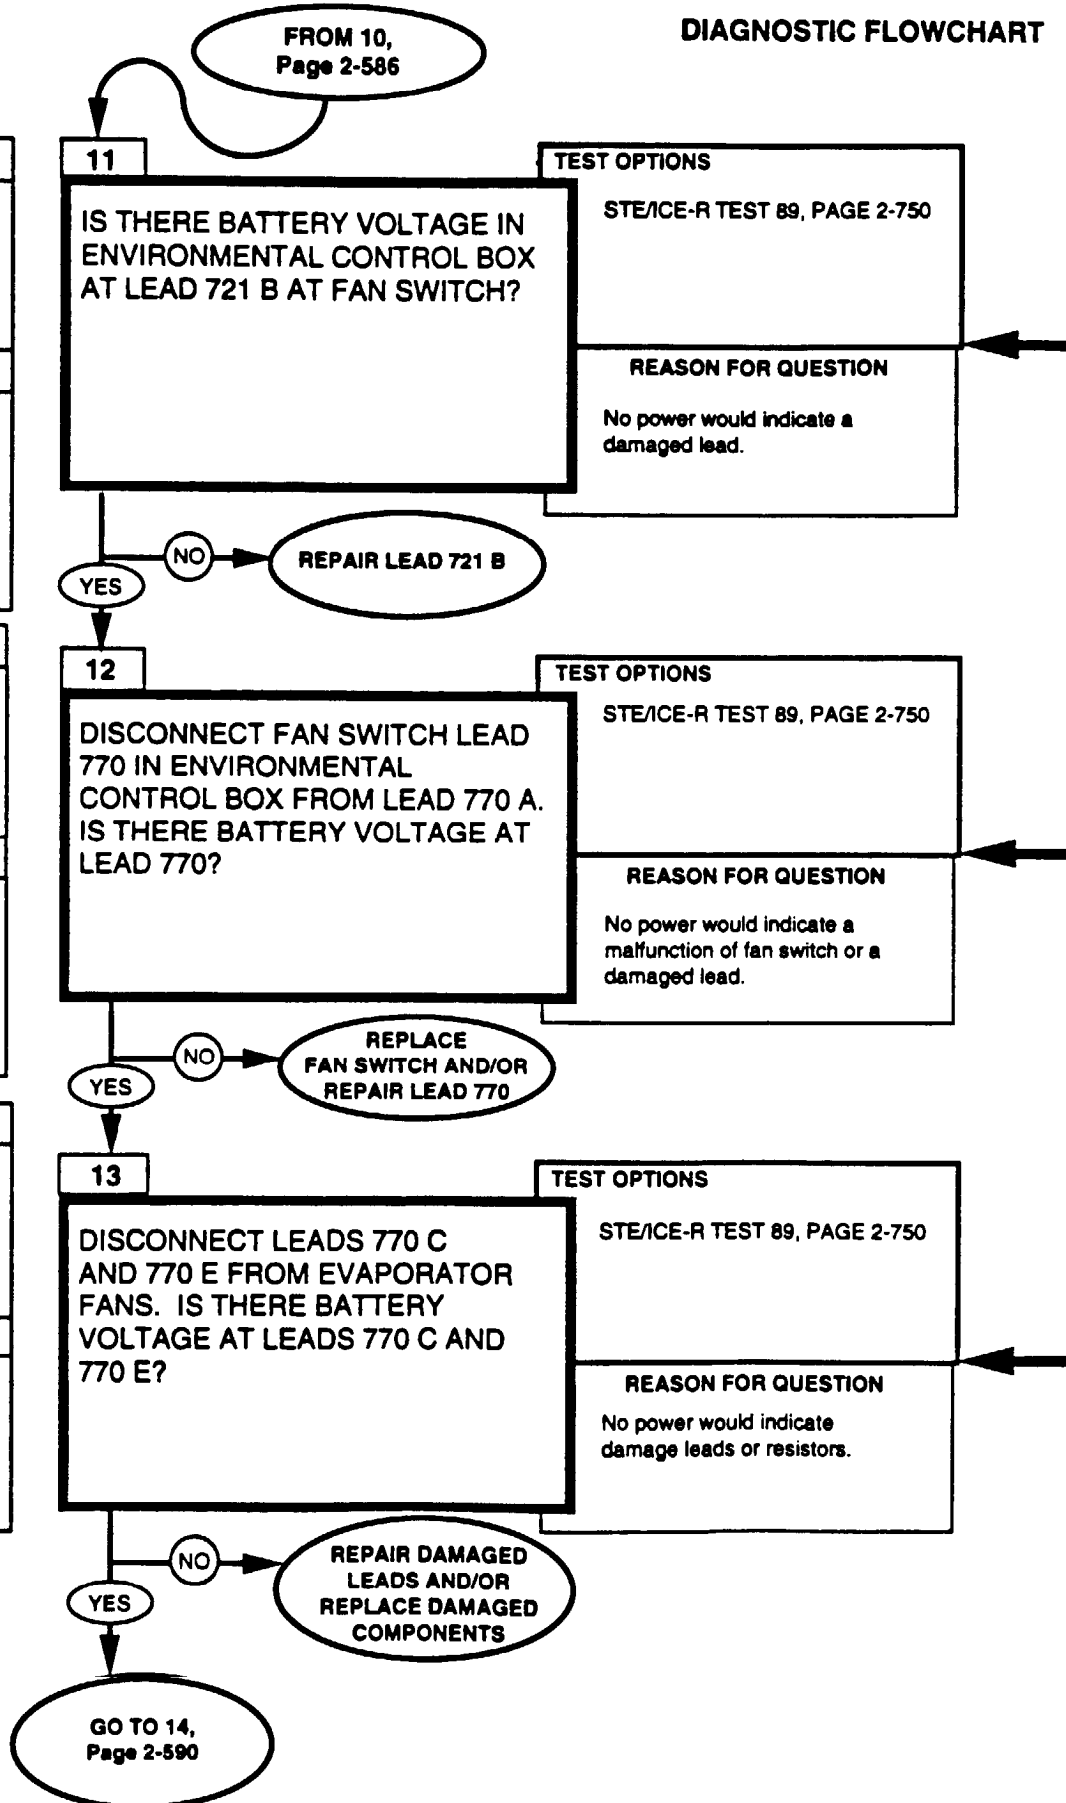 DIAGNOSTIC FLOWCHART
FROM 10,
Page 2-586
11
IS THERE BATTERY VOLTAGE IN
ENVIRONMENTAL CONTROL BOX
AT LEAD 721 B AT FAN SWITCH?
TEST OPTIONS
STE/ICE-R TEST 89, PAGE 2-750
REASON FOR QUESTION
No power would indicate a
damaged lead.
NO
REPAIR LEAD 721 B
YES
12
DISCONNECT FAN SWITCH LEAD
770 IN ENVIRONMENTAL
CONTROL BOX FROM LEAD 770 A.
IS THERE BATTERY VOLTAGE AT
LEAD 770?
TEST OPTIONS
STE/ICE-R TEST 89, PAGE 2-750
REASON FOR QUESTION
No power would indicate a
malfunction of fan switch or a
damaged lead.
NO
REPLACE
FAN SWITCH AND/OR
REPAIR LEAD 770
YES
13
DISCONNECT LEADS 770 C
AND 770 E FROM EVAPORATOR
FANS. IS THERE BATTERY
VOLTAGE AT LEADS 770 C AND
770 E?
TEST OPTIONS
STE/ICE-R TEST 89, PAGE 2-750
REASON FOR QUESTION
No power would indicate
damage leads or resistors.
NO
REPAIR DAMAGED
LEADS AND/OR
REPLACE DAMAGED
COMPONENTS
YES
GO TO 14,
Page 2-590